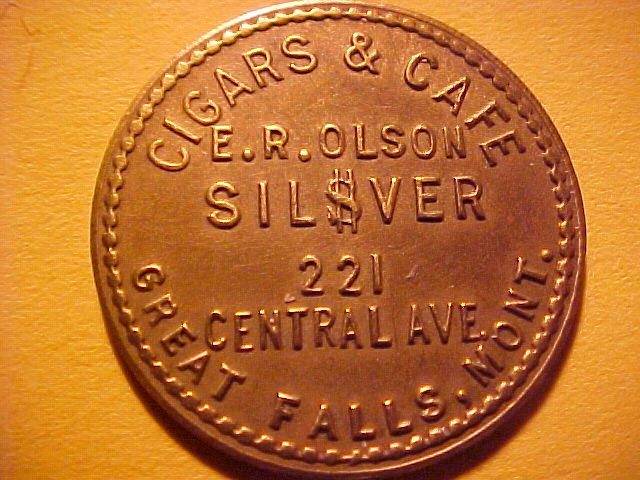 CIGARS & CAFE
E.R. OLSON
SIL$VER
221
CENTRAL AVE.
GREAT FALLS, MONT.